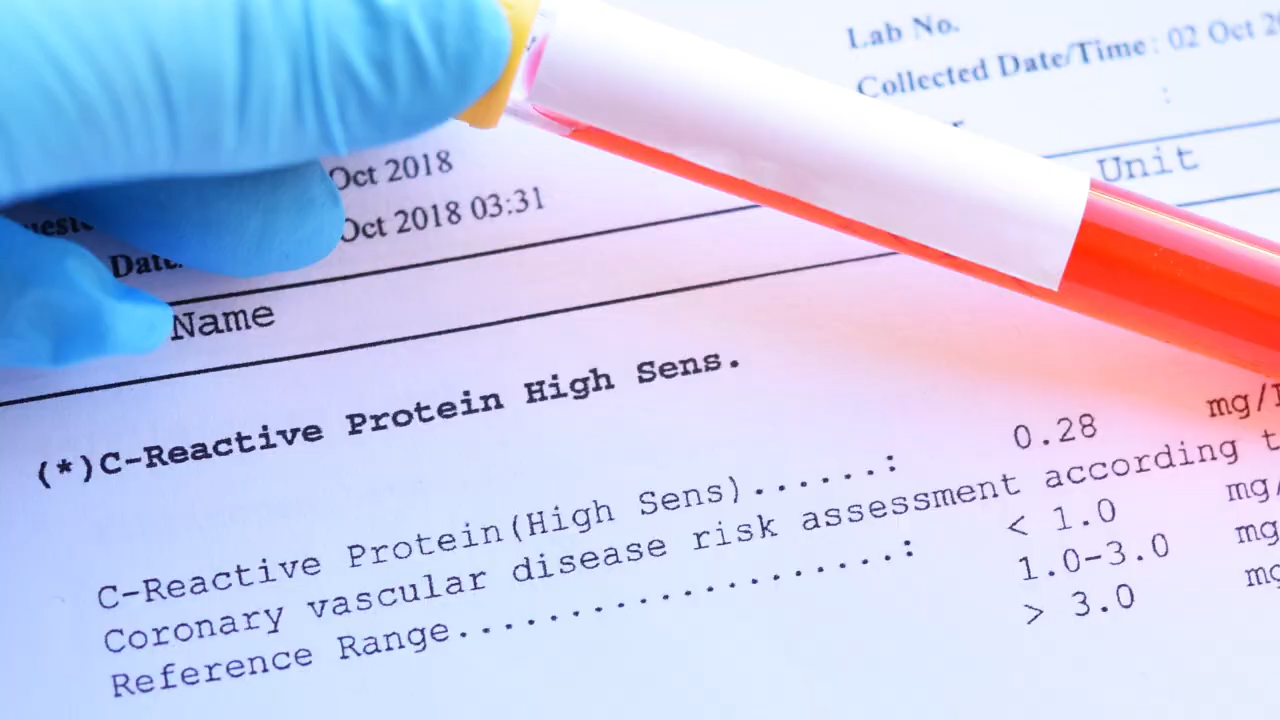 Lab No.
Collected Date/Time : 02 Oct
Oct 2018
Oct 2018 03:31
:
Unit
Name
(*)C-Reactive Protein High Sens.
C-Reactive Protein(High Sens)......: 0.28
Coronary vascular disease risk assessment according
Reference Range....................: < 1.0
1.0-3.0
> 3.0